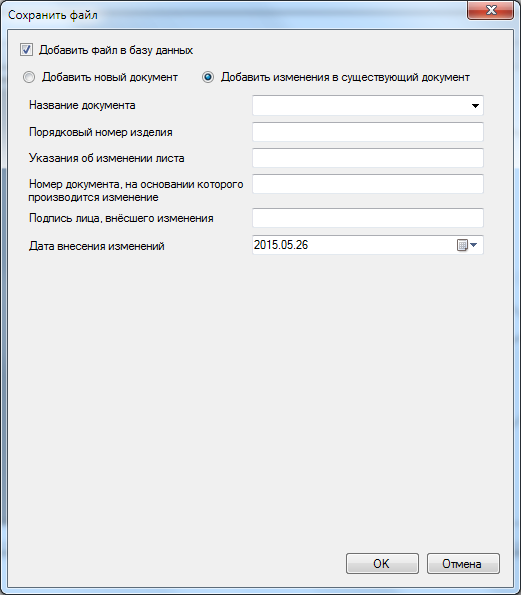 Сохранить файл
Добавить файл в базу данных
Добавить новый документ Добавить изменения в существующий документ
Название документа
Порядковый номер изделия
Указания об изменении листа
Номер документа, на основании которого
производится изменение
Подпись лица, внёсшего изменения
Дата внесения изменений 2015.05.26
OK Отмена